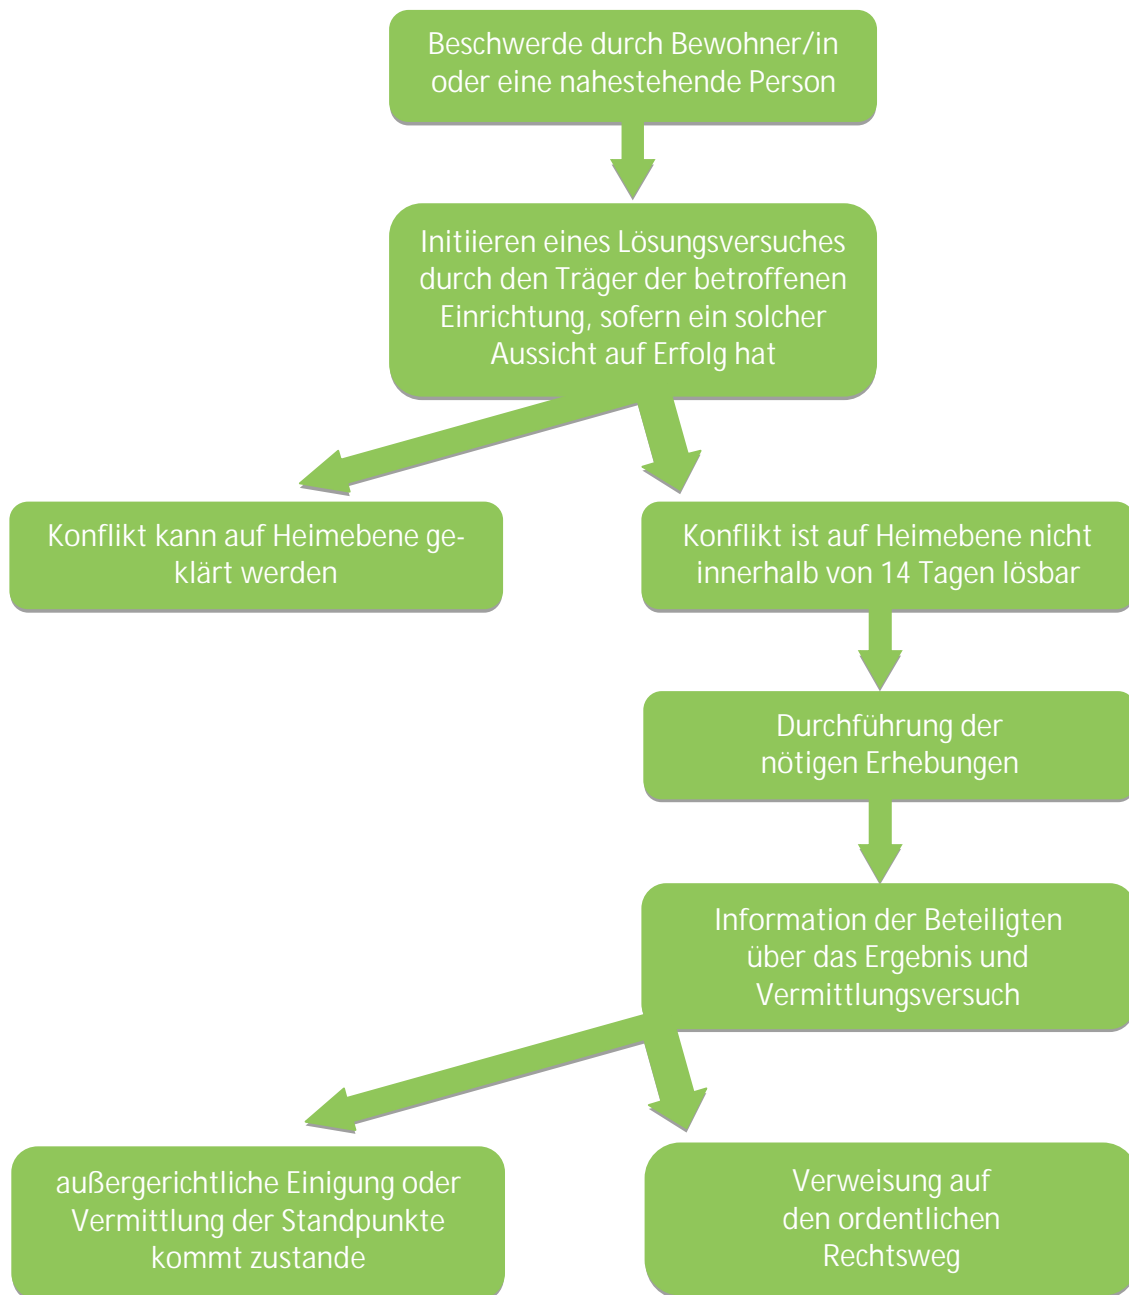 Beschwerde durch Bewohner/in
oder eine nahestehende Person
Initiieren eines Lösungsversuches
durch den Träger der betroffenen
Einrichtung, sofern ein solcher
Aussicht auf Erfolg hat
Konflikt kann auf Heimebene ge-
klärt werden
Konflikt ist auf Heimebene nicht
innerhalb von 14 Tagen lösbar
Durchführung der
nötigen Erhebungen
Information der Beteiligten
über das Ergebnis und
Vermittlungsversuch
außergerichtliche Einigung oder
Vermittlung der Standpunkte
kommt zustande
Verweisung auf
den ordentlichen
Rechtsweg